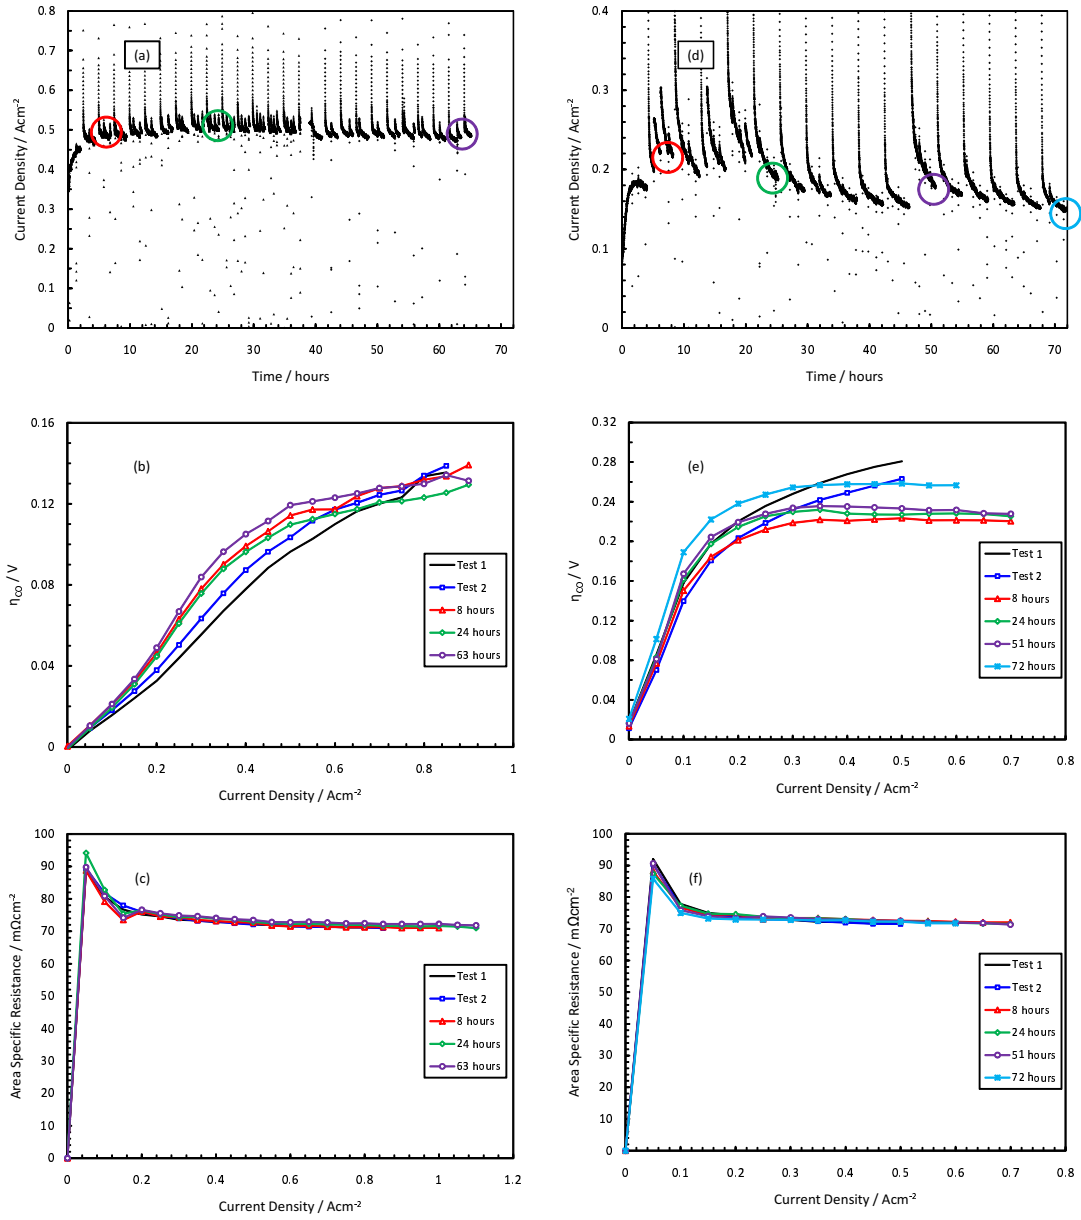 (a)
Current Density / Acm⁻²
0.8
0.7
0.6
0.5
0.4
0.3
0.2
0.1
0
0 10 20 30 40 50 60 70
Time / hours
(d)
Current Density / Acm⁻²
0.4
0.3
0.2
0.1
0
0 10 20 30 40 50 60 70
Time / hours
(b)
ηCO / V
0.16
0.12
0.08
0.04
0
0 0.2 0.4 0.6 0.8 1
Current Density / Acm⁻²
Test 1
Test 2
8 hours
24 hours
63 hours
(e)
ηCO / V
0.32
0.28
0.24
0.2
0.16
0.12
0.08
0.04
0
0 0.1 0.2 0.3 0.4 0.5 0.6 0.7 0.8
Current Density / Acm⁻²
Test 1
Test 2
8 hours
24 hours
51 hours
72 hours
(c)
Area Specific Resistance / mΩcm⁻²
100
90
80
70
60
50
40
30
20
10
0
0 0.2 0.4 0.6 0.8 1 1.2
Current Density / Acm⁻²
Test 1
Test 2
8 hours
24 hours
63 hours
(f)
Area Specific Resistance / mΩcm⁻²
100
90
80
70
60
50
40
30
20
10
0
0 0.1 0.2 0.3 0.4 0.5 0.6 0.7 0.8
Current Density / Acm⁻²
Test 1
Test 2
8 hours
24 hours
51 hours
72 hours